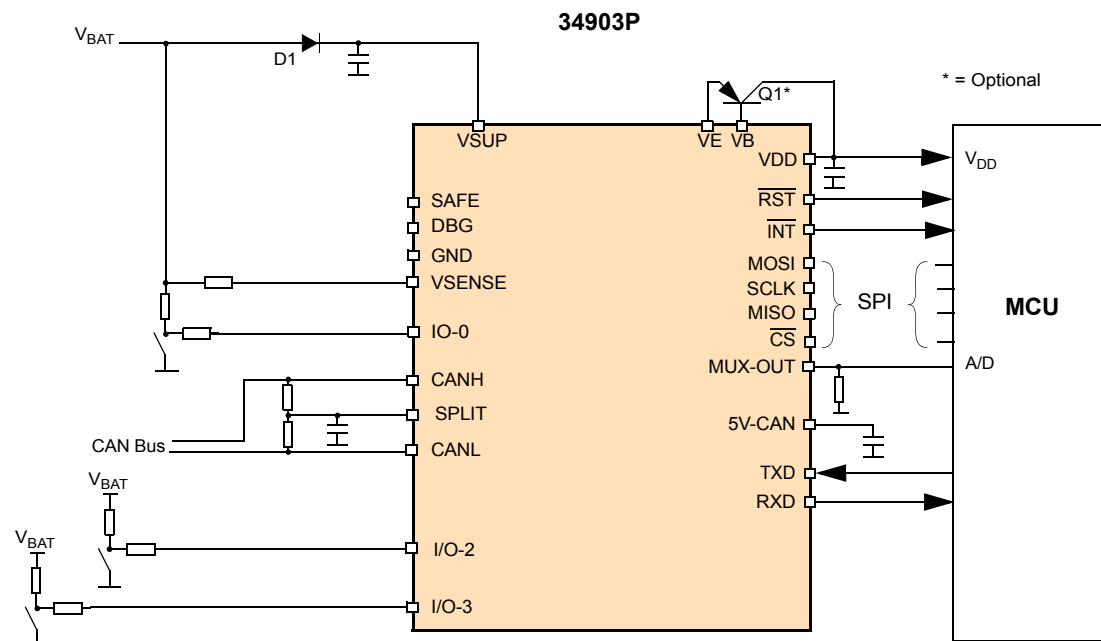 34903P
VBAT
D1
Q1*
* = Optional
VSUP
VE
VB
VDD
VDD
SAFE
RST
DBG
INT
GND
MOSI
VSENSE
SCLK
SPI
MCU
MISO
IO-0
CS
MUX-OUT
A/D
CANH
SPLIT
5V-CAN
CAN Bus
CANL
TXD
VBAT
RXD
VBAT
I/O-2
I/O-3